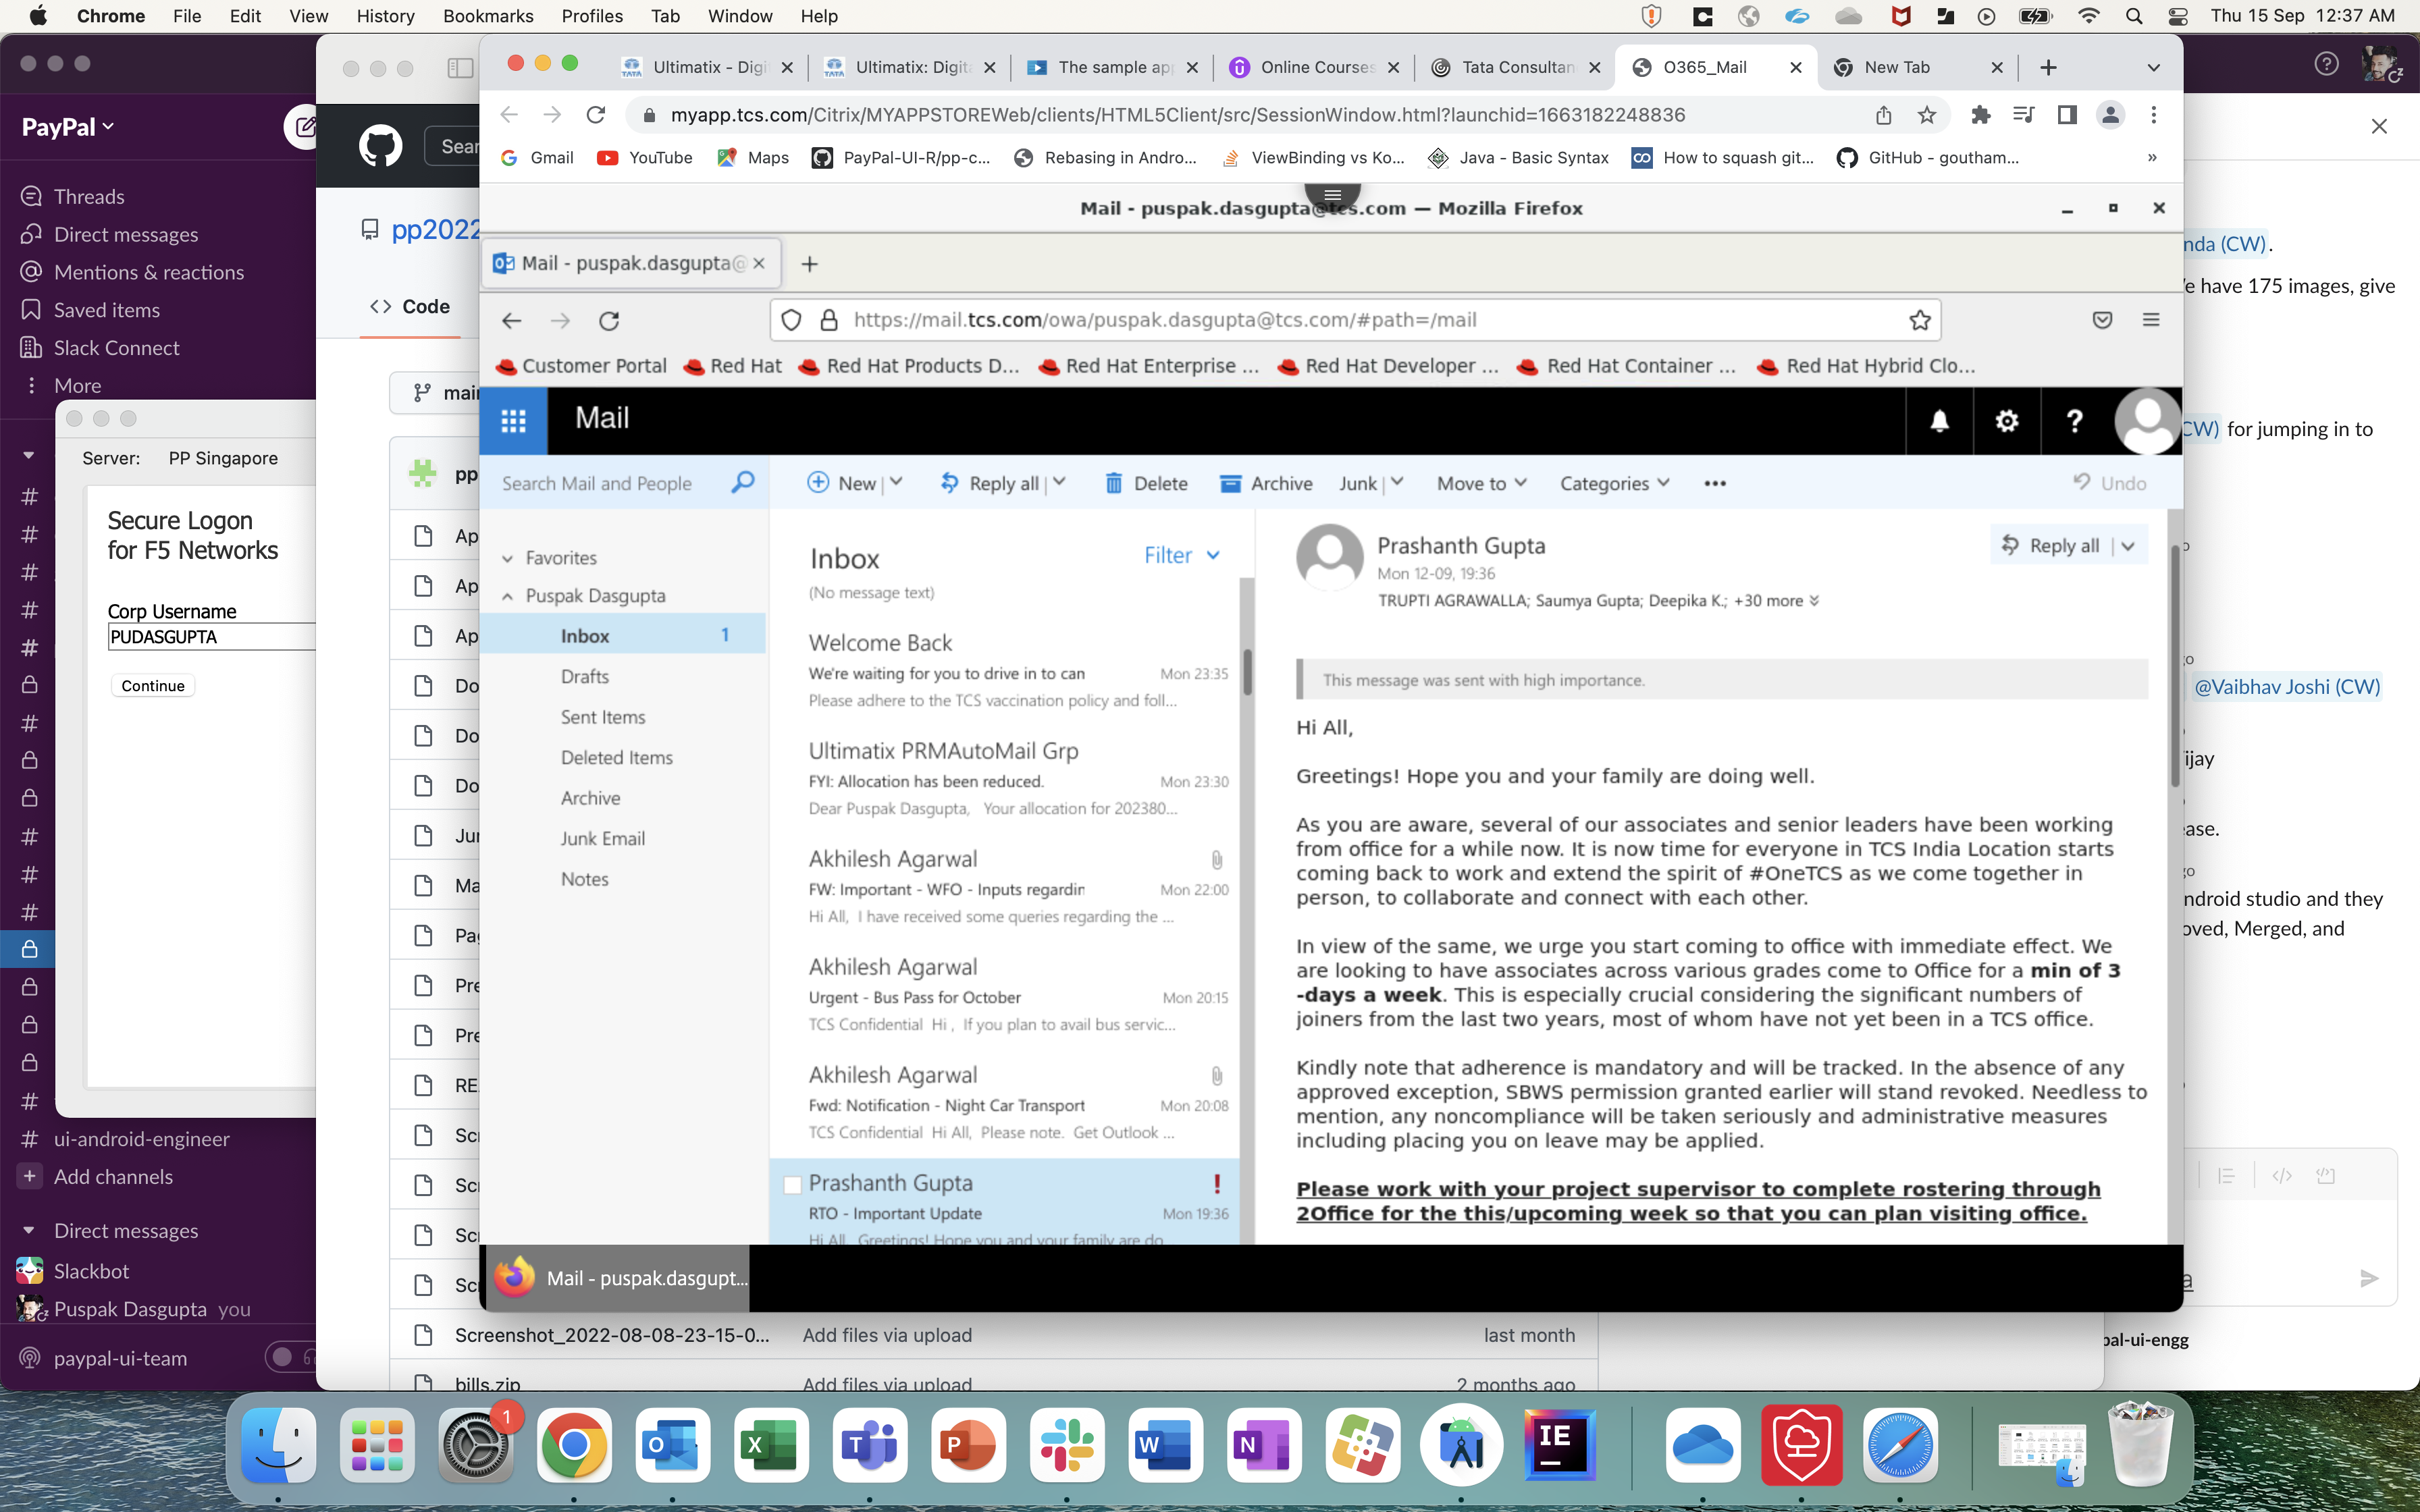 Chrome File Edit View History Bookmarks Profiles Tab Window Help
Thu 15 Sep 12:37 AM
PayPal
Threads
Direct messages
Mentions & reactions
Saved items
Slack Connect
More
ui-android-engineer
Add channels
Direct messages
Slackbot
Puspak Dasgupta you
paypal-ui-team
Server: PP Singapore
Secure Logon
for F5 Networks
Corp Username
PUDASGUPTA
Continue
pp2022
Code
Screenshot_2022-08-08-23-15-0... Add files via upload last month
bills.zip Add files via upload 2 months ago
Ultimatix - Digi
Ultimatix: Digit
The sample ap
Online Courses
Tata Consultan
O365_Mail
New Tab
myapp.tcs.com/Citrix/MYAPPSTOREWeb/clients/HTML5Client/src/SessionWindow.html?launchid=1663182248836
Gmail YouTube Maps PayPal-UI-R/pp-c... Rebasing in Andro... ViewBinding vs Ko... Java - Basic Syntax How to squash git... GitHub - goutham... »
Mail - puspak.dasgupta@tcs.com — Mozilla Firefox
Mail - puspak.dasgupta@
https://mail.tcs.com/owa/puspak.dasgupta@tcs.com/#path=/mail
Customer Portal Red Hat Red Hat Products D... Red Hat Enterprise ... Red Hat Developer ... Red Hat Container ... Red Hat Hybrid Clo...
Mail
Search Mail and People
New Reply all Delete Archive Junk Move to Categories ••• Undo
Favorites
Puspak Dasgupta
Inbox 1
Drafts
Sent Items
Deleted Items
Archive
Junk Email
Notes
Inbox
Filter
(No message text)
Welcome Back
We're waiting for you to drive in to can Mon 23:35
Please adhere to the TCS vaccination policy and foll...
Ultimatix PRMAutoMail Grp
FYI: Allocation has been reduced. Mon 23:30
Dear Puspak Dasgupta, Your allocation for 202380...
Akhilesh Agarwal
FW: Important - WFO - Inputs regardin Mon 22:00
Hi All, I have received some queries regarding the ...
Akhilesh Agarwal
Urgent - Bus Pass for October Mon 20:15
TCS Confidential Hi , If you plan to avail bus servic...
Akhilesh Agarwal
Fwd: Notification - Night Car Transport Mon 20:08
TCS Confidential Hi All, Please note. Get Outlook ...
Prashanth Gupta
RTO - Important Update Mon 19:36
Hi All, Greetings! Hope you and your family are do
Prashanth Gupta
Mon 12-09, 19:36
TRUPTI AGRAWALLA; Saumya Gupta; Deepika K.; +30 more
Reply all
This message was sent with high importance.
Hi All,
Greetings! Hope you and your family are doing well.
As you are aware, several of our associates and senior leaders have been working
from office for a while now. It is now time for everyone in TCS India Location starts
coming back to work and extend the spirit of #OneTCS as we come together in
person, to collaborate and connect with each other.
In view of the same, we urge you start coming to office with immediate effect. We
are looking to have associates across various grades come to Office for a min of 3
-days a week. This is especially crucial considering the significant numbers of
joiners from the last two years, most of whom have not yet been in a TCS office.
Kindly note that adherence is mandatory and will be tracked. In the absence of any
approved exception, SBWS permission granted earlier will stand revoked. Needless to
mention, any noncompliance will be taken seriously and administrative measures
including placing you on leave may be applied.
Please work with your project supervisor to complete rostering through
2Office for the this/upcoming week so that you can plan visiting office.
Mail - puspak.dasgupt...
nda (CW).
e have 175 images, give
CW) for jumping in to
@Vaibhav Joshi (CW)
ijay
ase.
ndroid studio and they
oved, Merged, and
pal-ui-engg
1